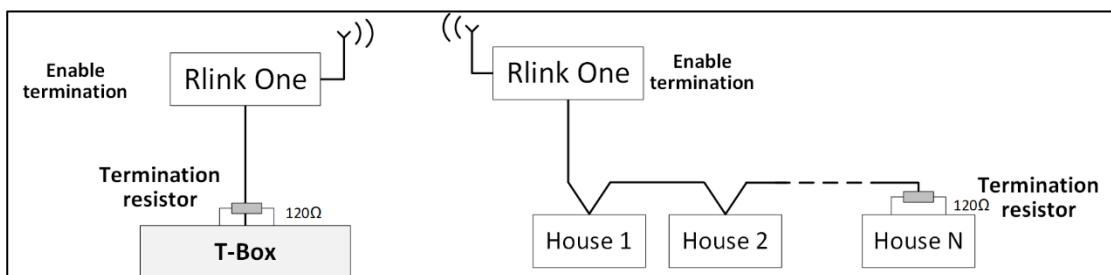 Enable
termination
Rlink One
Rlink One
Enable
termination
Termination
resistor
120Ω
T-Box
House 1
House 2
House N
120Ω
Termination
resistor